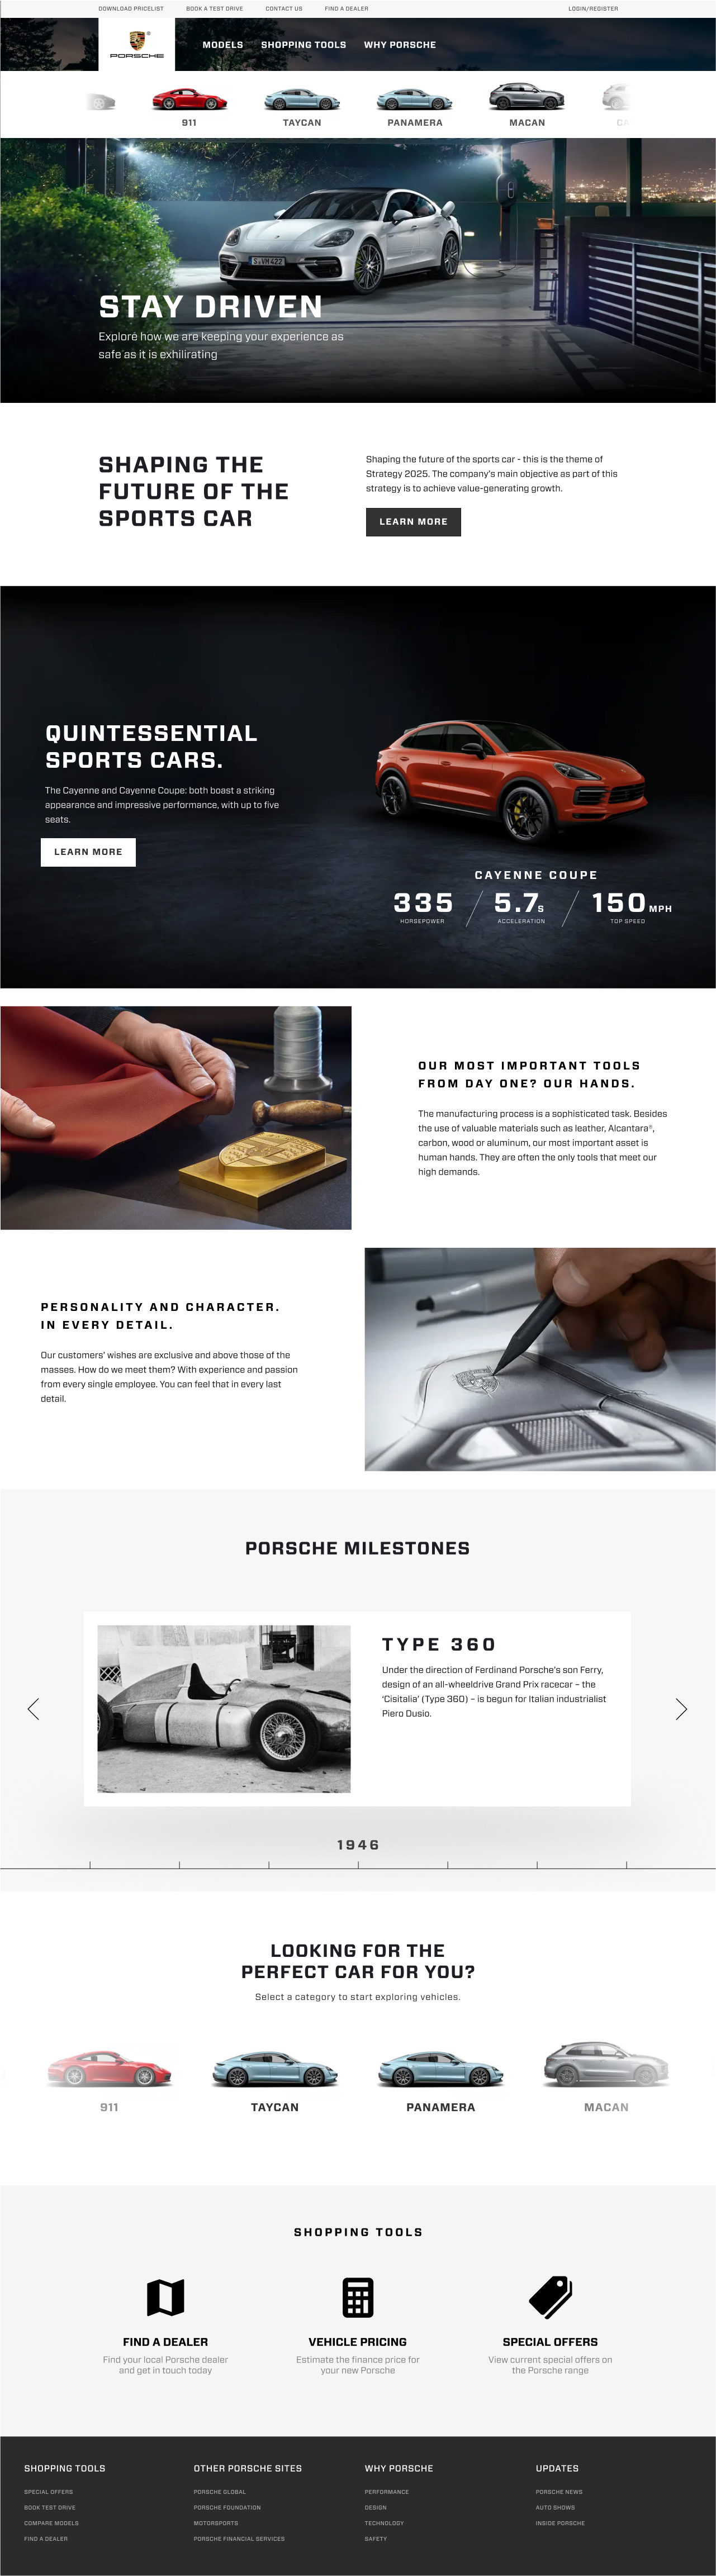 DOWNLOAD PRICELIST BOOK A TEST DRIVE CONTACT US FIND A DEALER LOGIN/REGISTER
PORSCHE
MODELS SHOPPING TOOLS WHY PORSCHE
911 TAYCAN PANAMERA MACAN CA
S·VM 422
STAY DRIVEN
Explore how we are keeping your experience as
safe as it is exhilirating
SHAPING THE
FUTURE OF THE
SPORTS CAR
Shaping the future of the sports car - this is the theme of
Strategy 2025. The company's main objective as part of this
strategy is to achieve value-generating growth.
LEARN MORE
QUINTESSENTIAL
SPORTS CARS.
The Cayenne and Cayenne Coupe: both boast a striking
appearance and impressive performance, with up to five
seats.
LEARN MORE
CAYENNE COUPE
335 5.7S 150MPH
HORSEPOWER ACCELERATION TOP SPEED
OUR MOST IMPORTANT TOOLS
FROM DAY ONE? OUR HANDS.
The manufacturing process is a sophisticated task. Besides
the use of valuable materials such as leather, Alcantara®,
carbon, wood or aluminum, our most important asset is
human hands. They are often the only tools that meet our
high demands.
PERSONALITY AND CHARACTER.
IN EVERY DETAIL.
Our customers' wishes are exclusive and above those of the
masses. How do we meet them? With experience and passion
from every single employee. You can feel that in every last
detail.
PORSCHE MILESTONES
TYPE 360
Under the direction of Ferdinand Porsche's son Ferry,
design of an all-wheeldrive Grand Prix racecar – the
‘Cisitalia’ (Type 360) – is begun for Italian industrialist
Piero Dusio.
1946
LOOKING FOR THE
PERFECT CAR FOR YOU?
Select a category to start exploring vehicles.
911 TAYCAN PANAMERA MACAN
SHOPPING TOOLS
FIND A DEALER
Find your local Porsche dealer
and get in touch today
VEHICLE PRICING
Estimate the finance price for
your new Porsche
SPECIAL OFFERS
View current special offers on
the Porsche range
SHOPPING TOOLS
SPECIAL OFFERS
BOOK TEST DRIVE
COMPARE MODELS
FIND A DEALER
OTHER PORSCHE SITES
PORSCHE GLOBAL
PORSCHE FOUNDATION
MOTORSPORTS
PORSCHE FINANCIAL SERVICES
WHY PORSCHE
PERFORMANCE
DESIGN
TECHNOLOGY
SAFETY
UPDATES
PORSCHE NEWS
AUTO SHOWS
INSIDE PORSCHE